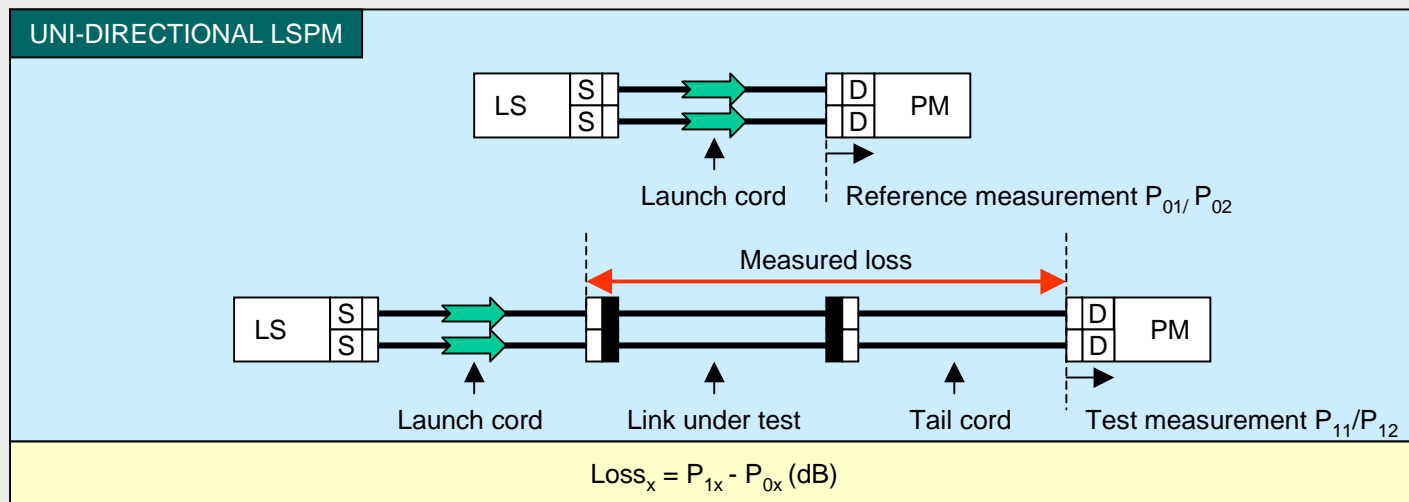 UNI-DIRECTIONAL LSPM
LS S D PM
S D
Launch cord Reference measurement P01/ P02
Measured loss
LS S D PM
S D
Launch cord Link under test Tail cord Test measurement P11/P12
Lossx = P1x - P0x (dB)